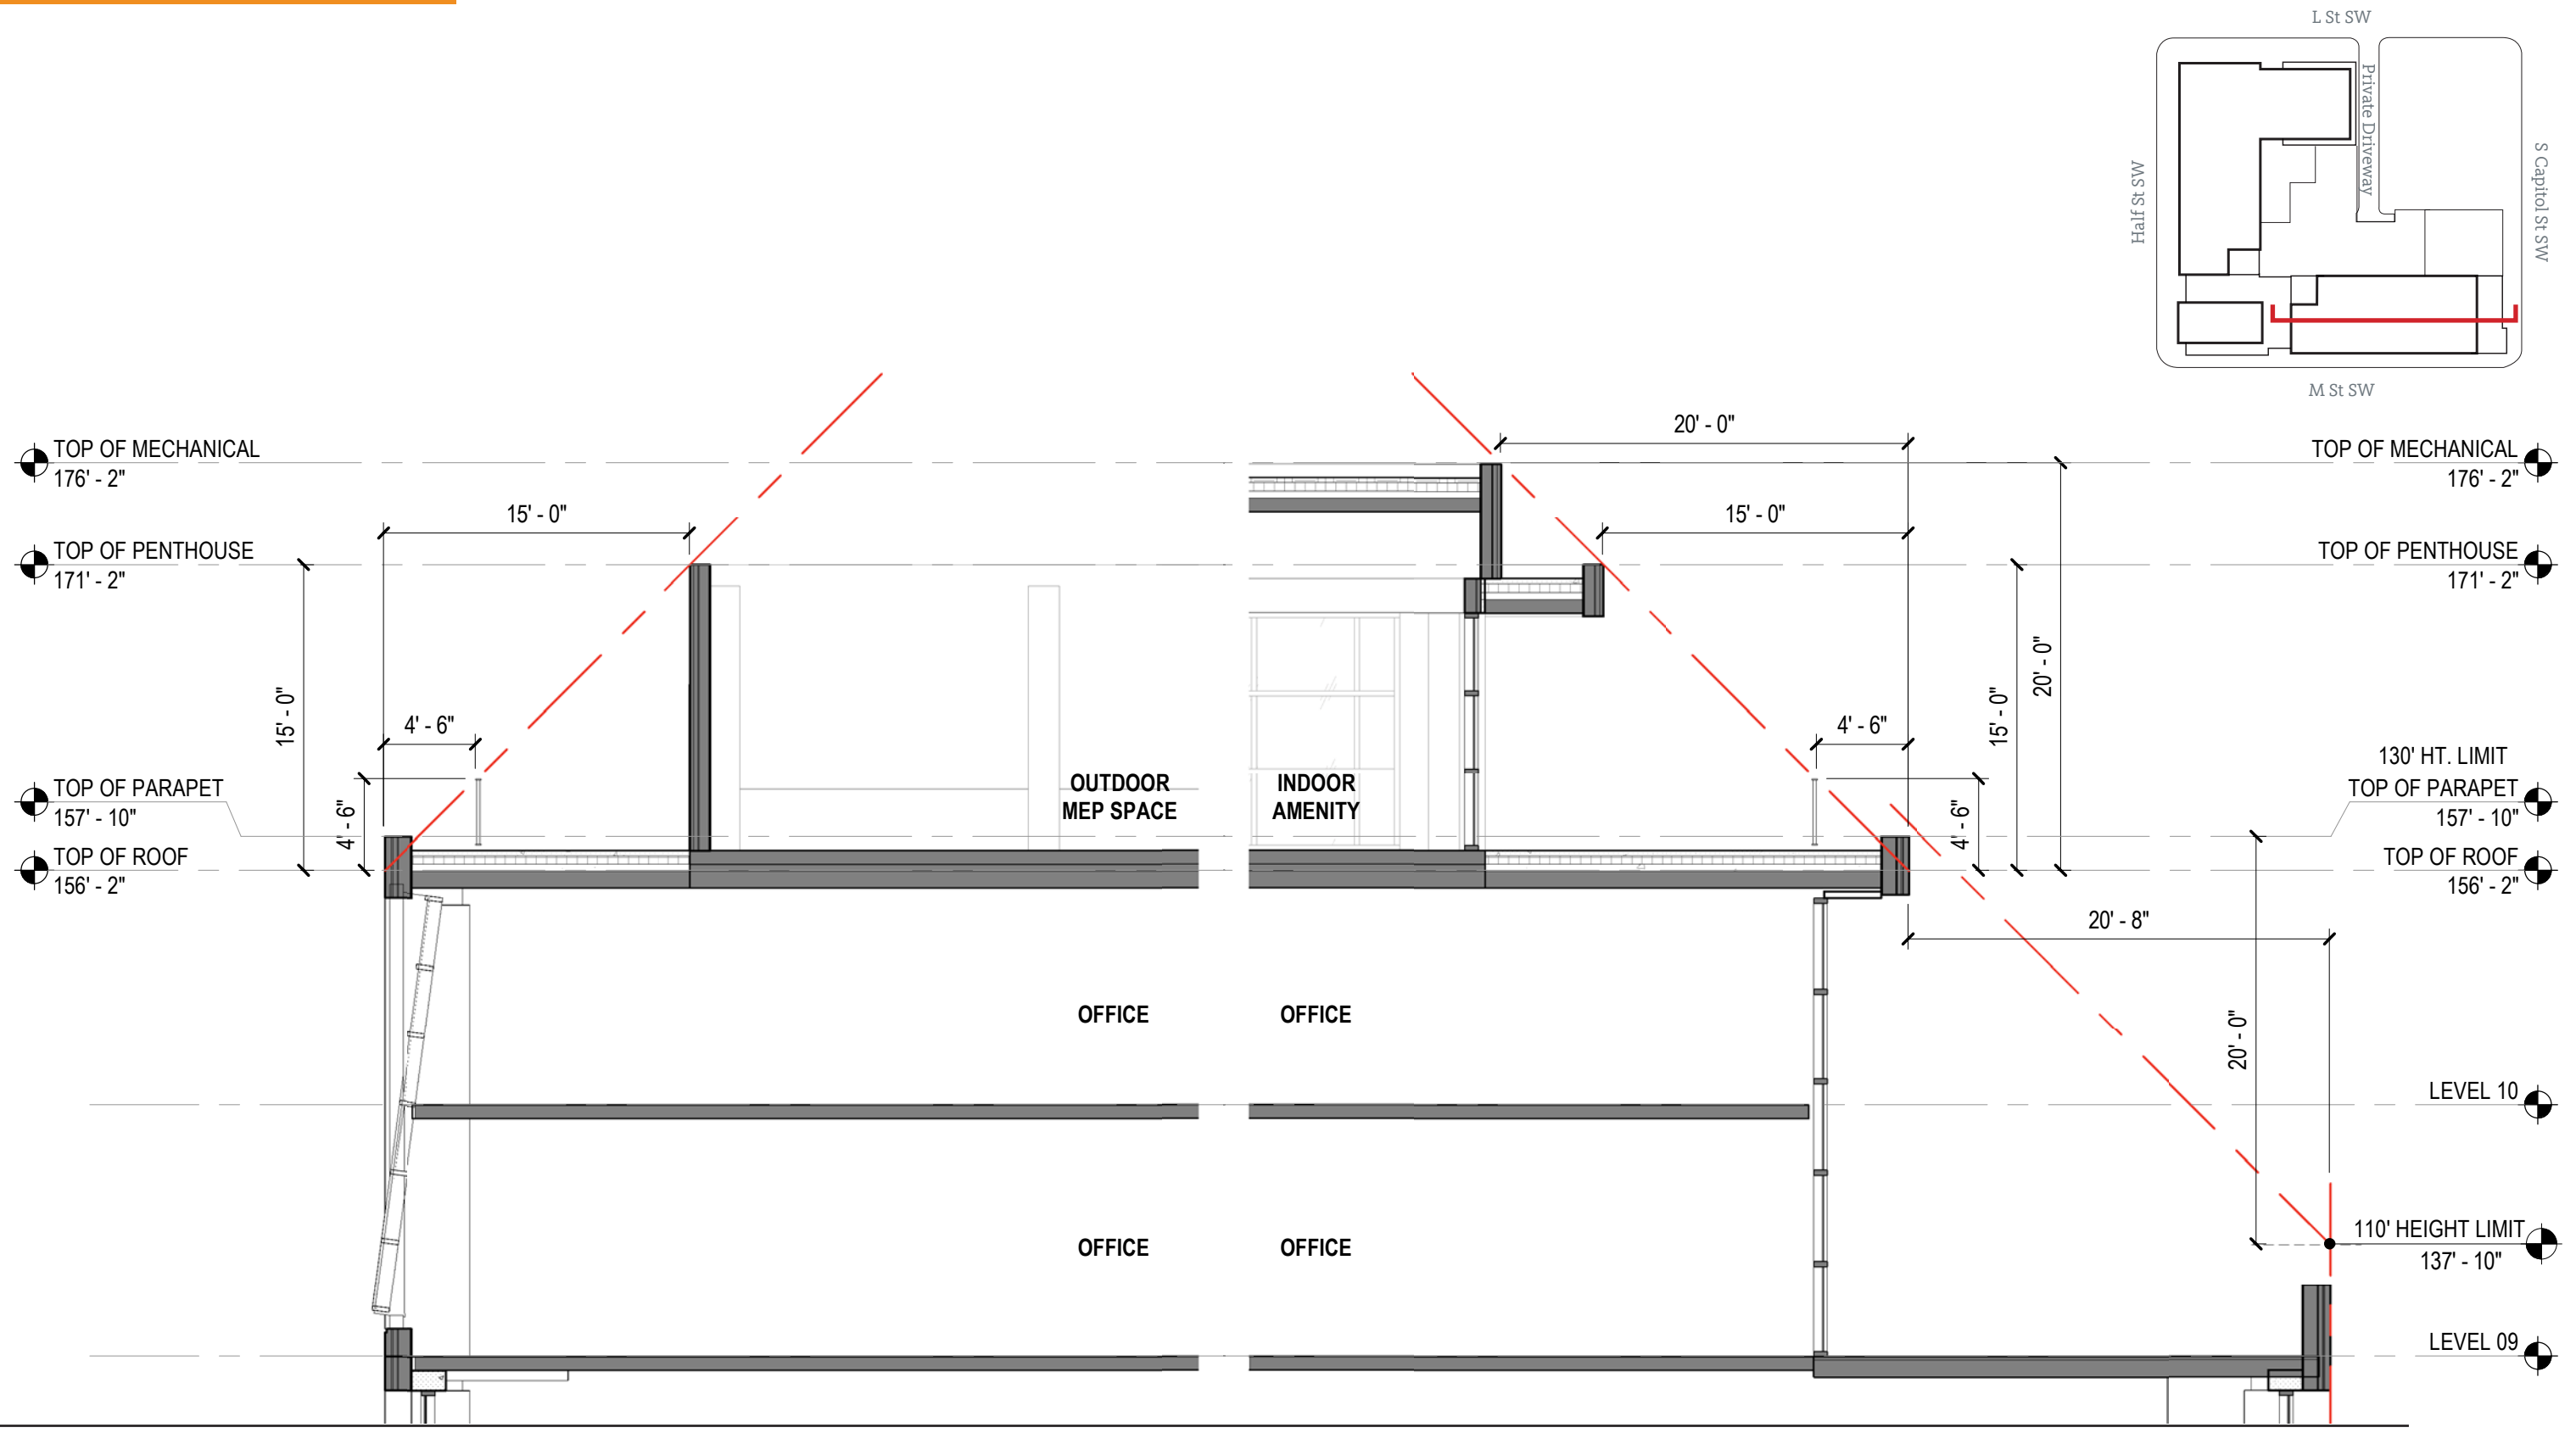 L St SW
Private Driveway
Half St SW
S Capitol St SW
M St SW
20' - 0"
TOP OF MECHANICAL
176' - 2"
TOP OF MECHANICAL
176' - 2"
15' - 0"
15' - 0"
TOP OF PENTHOUSE
171' - 2"
TOP OF PENTHOUSE
171' - 2"
15' - 0"
4' - 6"
4' - 6"
15' - 0"
20' - 0"
130' HT. LIMIT
TOP OF PARAPET
157' - 10"
4' - 6"
OUTDOOR
MEP SPACE
INDOOR
AMENITY
4' - 6"
TOP OF PARAPET
157' - 10"
TOP OF ROOF
156' - 2"
TOP OF ROOF
156' - 2"
20' - 8"
OFFICE
OFFICE
20' - 0"
LEVEL 10
OFFICE
OFFICE
110' HEIGHT LIMIT
137' - 10"
LEVEL 09